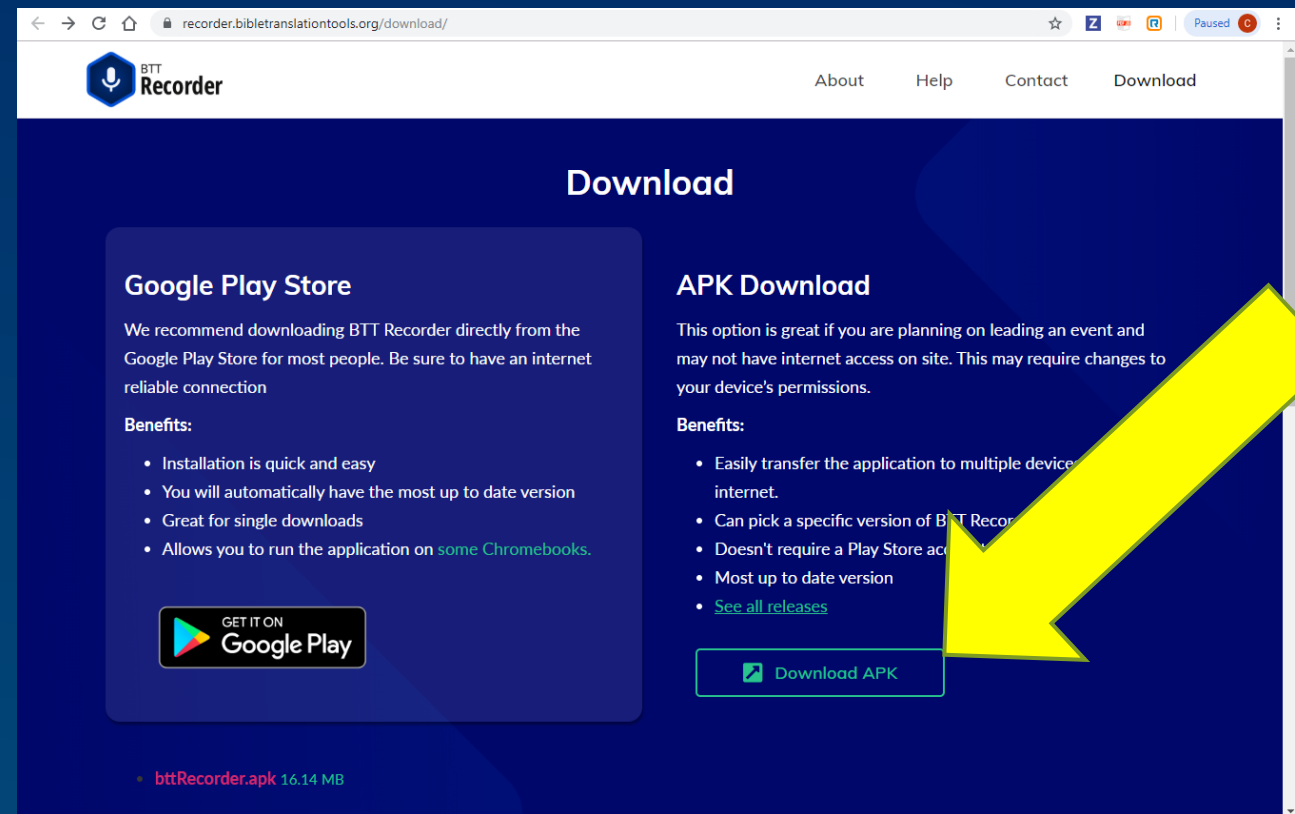 recorder.bibletranslationtools.org/download/
Paused
C
BTT
Recorder
About Help Contact Download
Download
Google Play Store
We recommend downloading BTT Recorder directly from the
Google Play Store for most people. Be sure to have an internet
reliable connection
Benefits:
• Installation is quick and easy
• You will automatically have the most up to date version
• Great for single downloads
• Allows you to run the application on some Chromebooks.
GET IT ON
Google Play
APK Download
This option is great if you are planning on leading an event and
may not have internet access on site. This may require changes to
your device's permissions.
Benefits:
• Easily transfer the application to multiple
internet.
• Can pick a specific version of BTT
• Doesn't require a Play Store
• Most up to date version
• See all releases
Download APK
• bttRecorder.apk 16.14 MB